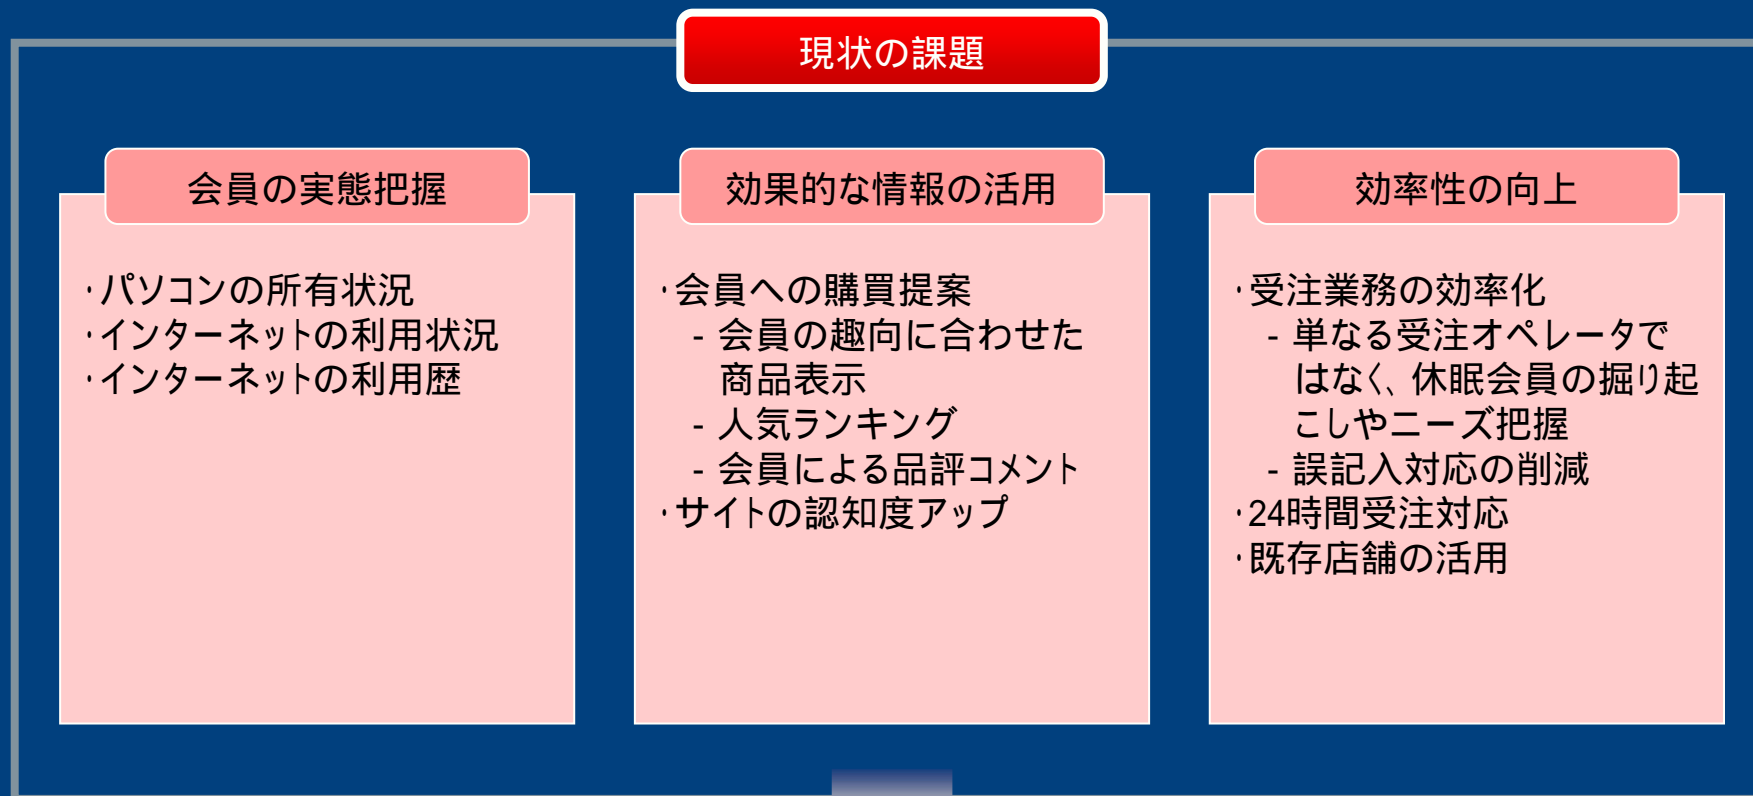 現状の課題
会員の実態把握
・パソコンの所有状況
・インターネットの利用状況
・インターネットの利用歴
効果的な情報の活用
・会員への購買提案
- 会員の趣向に合わせた
商品表示
- 人気ランキング
- 会員による品評コメント
・サイトの認知度アップ
効率性の向上
・受注業務の効率化
- 単なる受注オペレータで
はなく、休眠会員の掘り起
こしやニーズ把握
- 誤記入対応の削減
・24時間受注対応
・既存店舗の活用